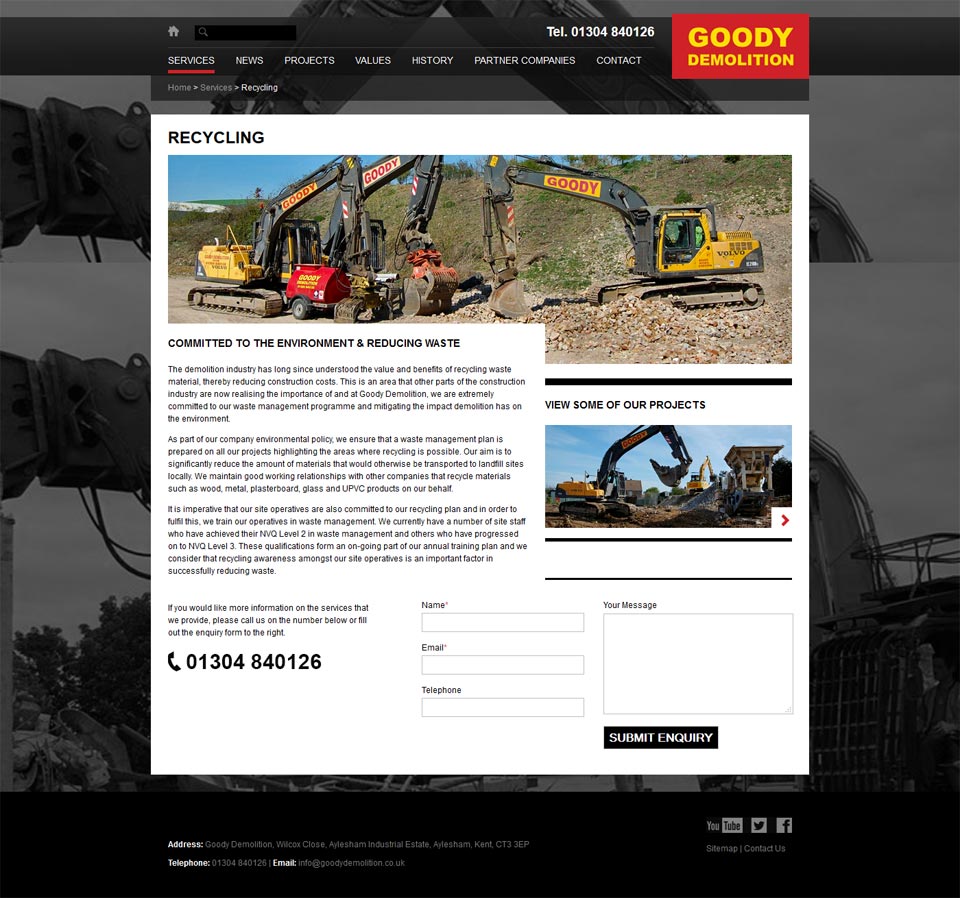 Tel. 01304 840126
GOODY
DEMOLITION
SERVICES NEWS PROJECTS VALUES HISTORY PARTNER COMPANIES CONTACT
Home > Services > Recycling
RECYCLING
GOODY
GOODY
GOODY
VOLVO
GOODY DEMOLITION
VOLVO
GOODY
DEMOLITION
COMMITTED TO THE ENVIRONMENT & REDUCING WASTE
The demolition industry has long since understood the value and benefits of recycling waste
material, thereby reducing construction costs. This is an area that other parts of the construction
industry are now realising the importance of and at Goody Demolition, we are extremely
committed to our waste management programme and mitigating the impact demolition has on
the environment.
As part of our company environmental policy, we ensure that a waste management plan is
prepared on all our projects highlighting the areas where recycling is possible. Our aim is to
significantly reduce the amount of materials that would otherwise be transported to landfill sites
locally. We maintain good working relationships with other companies that recycle materials
such as wood, metal, plasterboard, glass and UPVC products on our behalf.
It is imperative that our site operatives are also committed to our recycling plan and in order to
fulfil this, we train our operatives in waste management. We currently have a number of site staff
who have achieved their NVQ Level 2 in waste management and others who have progressed
on to NVQ Level 3. These qualifications form an on-going part of our annual training plan and we
consider that recycling awareness amongst our site operatives is an important factor in
successfully reducing waste.
VIEW SOME OF OUR PROJECTS
GOODY
If you would like more information on the services that
we provide, please call us on the number below or fill
out the enquiry form to the right.
01304 840126
Name*
Email*
Telephone
Your Message
SUBMIT ENQUIRY
You Tube
Address: Goody Demolition, Wilcox Close, Aylesham Industrial Estate, Aylesham, Kent, CT3 3EP
Sitemap | Contact Us
Telephone: 01304 840126 | Email: info@goodydemolition.co.uk